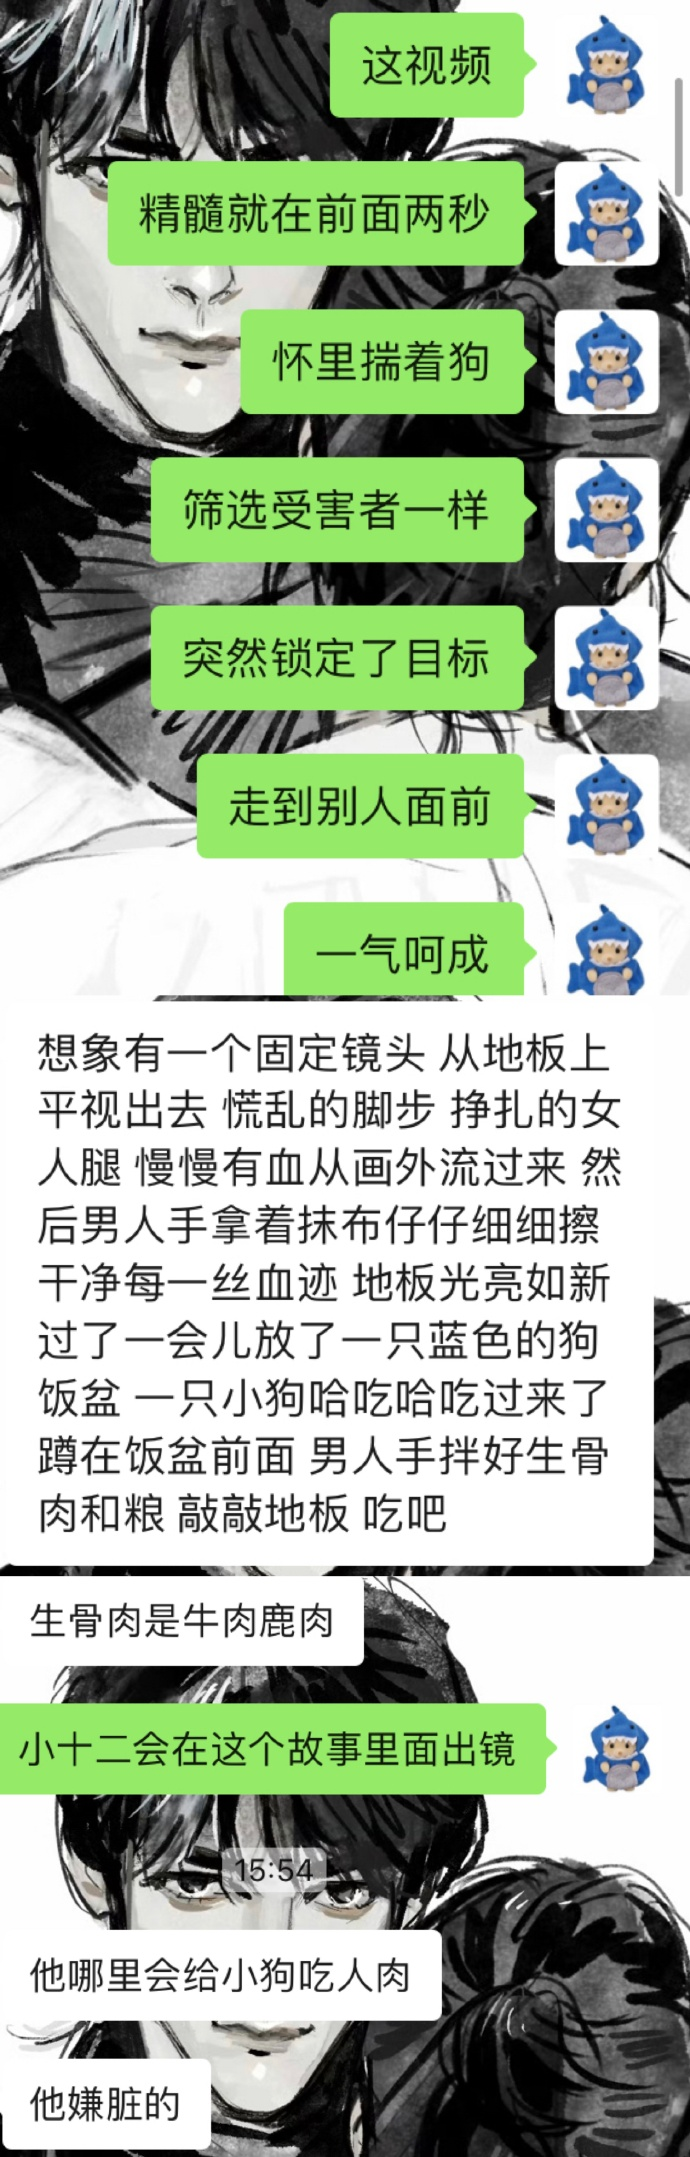 这视频
精髓就在前面两秒
怀里揣着狗
筛选受害者一样
突然锁定了目标
走到别人面前
一气呵成
想象有一个固定镜头 从地板上
平视出去 慌乱的脚步 挣扎的女
人腿 慢慢有血从画外流过来 然
后男人手拿着抹布仔仔细细擦
干净每一丝血迹 地板光亮如新
过了一会儿放了一只蓝色的狗
饭盆 一只小狗哈吃哈吃过来了
蹲在饭盆前面 男人手拌好生骨
肉和粮 敲敲地板 吃吧
生骨肉是牛肉鹿肉
小十二会在这个故事里面出镜
15:54
他哪里会给小狗吃人肉
他嫌脏的